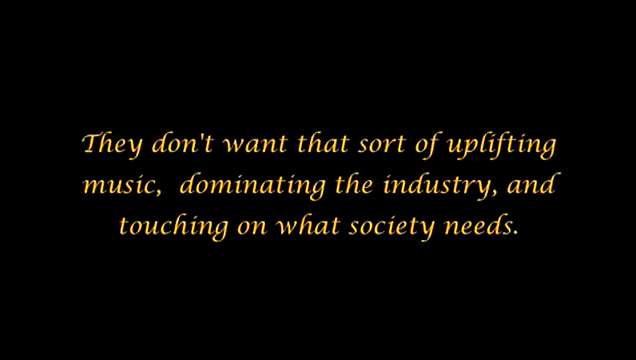 They don't want that sort of uplifting
music,  dominating the industry, and
touching on what society needs.